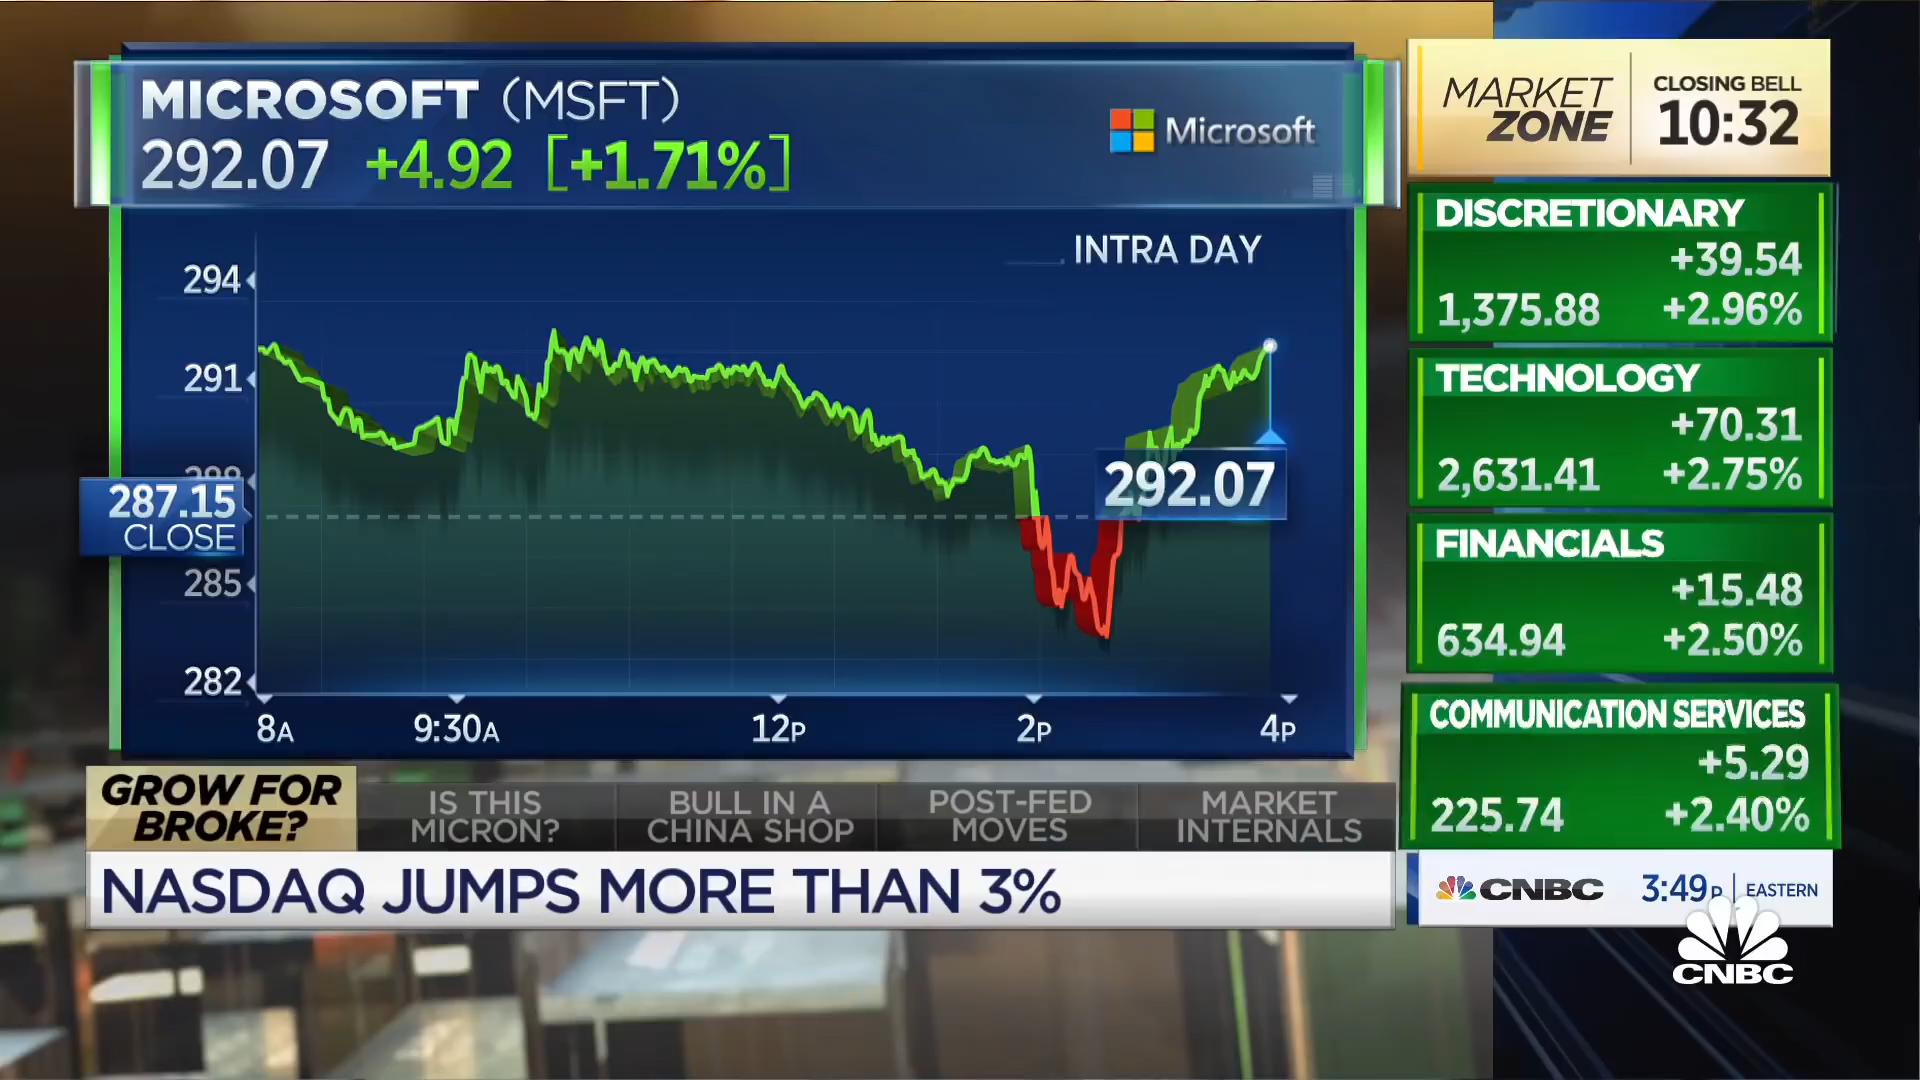 MICROSOFT (MSFT)
292.07 +4.92 [+1.71%]
Microsoft
INTRA DAY
294
291
288
287.15
CLOSE
285
282
292.07
8A 9:30A 12P 2P 4P
GROW FOR
BROKE?
IS THIS
MICRON?
BULL IN A
CHINA SHOP
POST-FED
MOVES
MARKET
INTERNALS
NASDAQ JUMPS MORE THAN 3%
MARKET
ZONE
CLOSING BELL
10:32
DISCRETIONARY
+39.54
1,375.88 +2.96%
TECHNOLOGY
+70.31
2,631.41 +2.75%
FINANCIALS
+15.48
634.94 +2.50%
COMMUNICATION SERVICES
+5.29
225.74 +2.40%
CNBC 3:49P EASTERN
CNBC